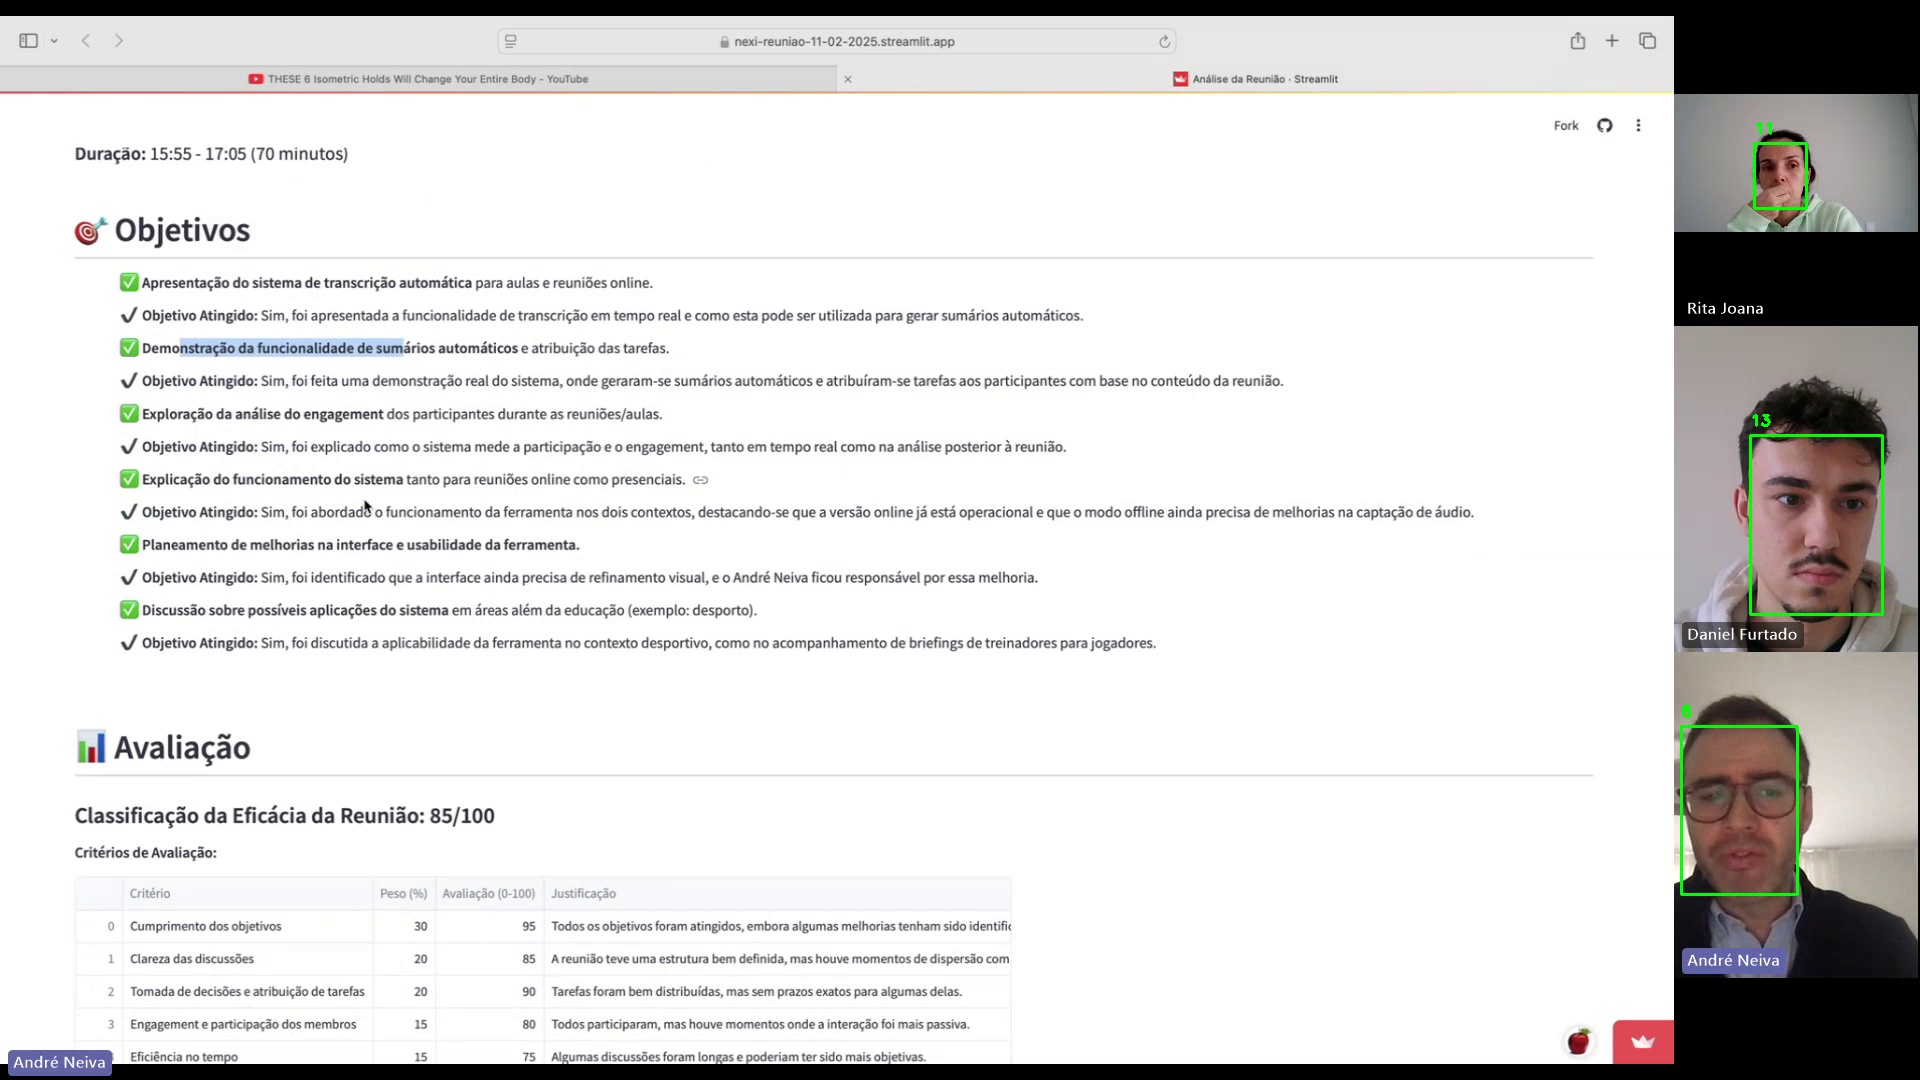 nexi-reuniao-11-02-2025.streamlit.app
THESE 6 Isometric Holds Will Change Your Entire Body - YouTube
Análise da Reunião · Streamlit
Fork
Duração: 15:55 - 17:05 (70 minutos)
Objetivos
Apresentação do sistema de transcrição automática para aulas e reuniões online.
Objetivo Atingido: Sim, foi apresentada a funcionalidade de transcrição em tempo real e como esta pode ser utilizada para gerar sumários automáticos.
Demonstração da funcionalidade de sumários automáticos e atribuição das tarefas.
Objetivo Atingido: Sim, foi feita uma demonstração real do sistema, onde geraram-se sumários automáticos e atribuíram-se tarefas aos participantes com base no conteúdo da reunião.
Exploração da análise do engagement dos participantes durante as reuniões/aulas.
Objetivo Atingido: Sim, foi explicado como o sistema mede a participação e o engagement, tanto em tempo real como na análise posterior à reunião.
Explicação do funcionamento do sistema tanto para reuniões online como presenciais.
Objetivo Atingido: Sim, foi abordado o funcionamento da ferramenta nos dois contextos, destacando-se que a versão online já está operacional e que o modo offline ainda precisa de melhorias na captação de áudio.
Planeamento de melhorias na interface e usabilidade da ferramenta.
Objetivo Atingido: Sim, foi identificado que a interface ainda precisa de refinamento visual, e o André Neiva ficou responsável por essa melhoria.
Discussão sobre possíveis aplicações do sistema em áreas além da educação (exemplo: desporto).
Objetivo Atingido: Sim, foi discutida a aplicabilidade da ferramenta no contexto desportivo, como no acompanhamento de briefings de treinadores para jogadores.
Avaliação
Classificação da Eficácia da Reunião: 85/100
Critérios de Avaliação:
Critério Peso (%) Avaliação (0-100) Justificação
0 Cumprimento dos objetivos 30 95 Todos os objetivos foram atingidos, embora algumas melhorias tenham sido identific
1 Clareza das discussões 20 85 A reunião teve uma estrutura bem definida, mas houve momentos de dispersão com
2 Tomada de decisões e atribuição de tarefas 20 90 Tarefas foram bem distribuídas, mas sem prazos exatos para algumas delas.
3 Engagement e participação dos membros 15 80 Todos participaram, mas houve momentos onde a interação foi mais passiva.
Eficiência no tempo 15 75 Algumas discussões foram longas e poderiam ter sido mais objetivas.
André Neiva
11
Rita Joana
13
Daniel Furtado
6
André Neiva